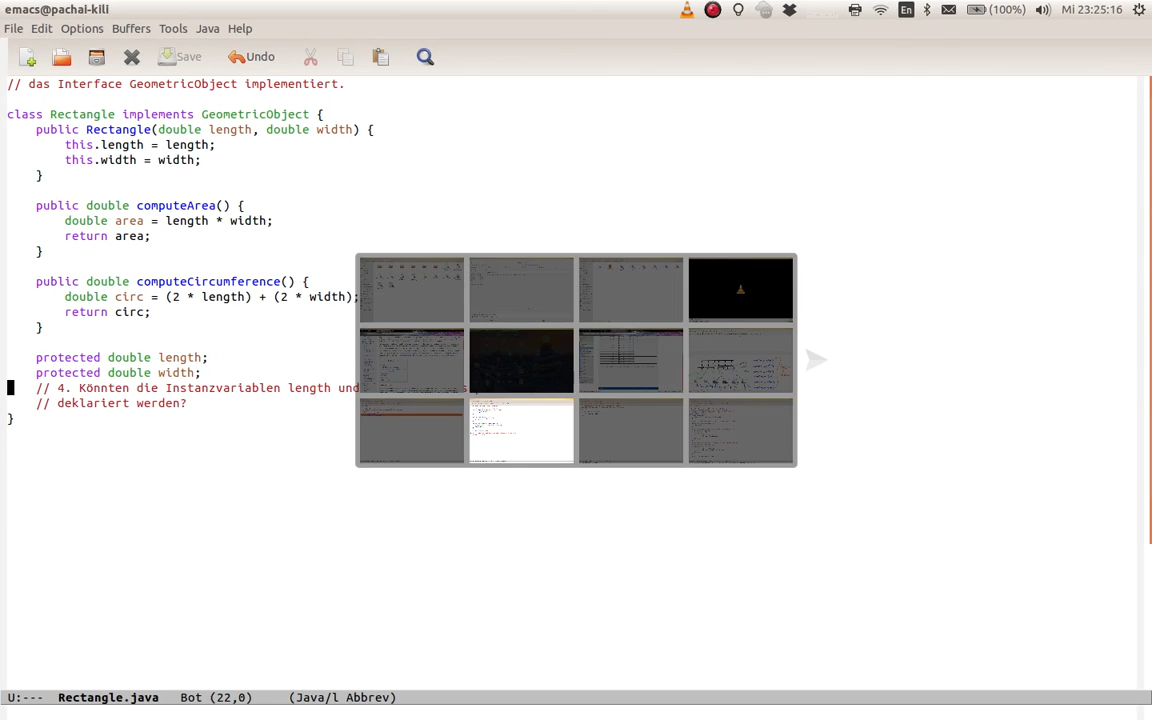 emacs@pachal-kili
(100%) Mi 23:25:16
En
File Edit Options Buffers Tools Java Help
Save Undo
// das Interface GeometricObject implementiert.
class Rectangle implements GeometricObject {
public Rectangle(double length, double width) {
this.length = length;
this.width = width;
}
public double computeArea() {
double area = length * width;
return area;
}
public double computeCircumference() {
double circ = (2 * length) + (2 * width);
return circ;
}
protected double length;
protected double width;
// 4. Könnten die Instanzvariablen length und
// deklariert werden?
}
U:--- Rectangle.java Bot (22,0) (Java/l Abbrev)